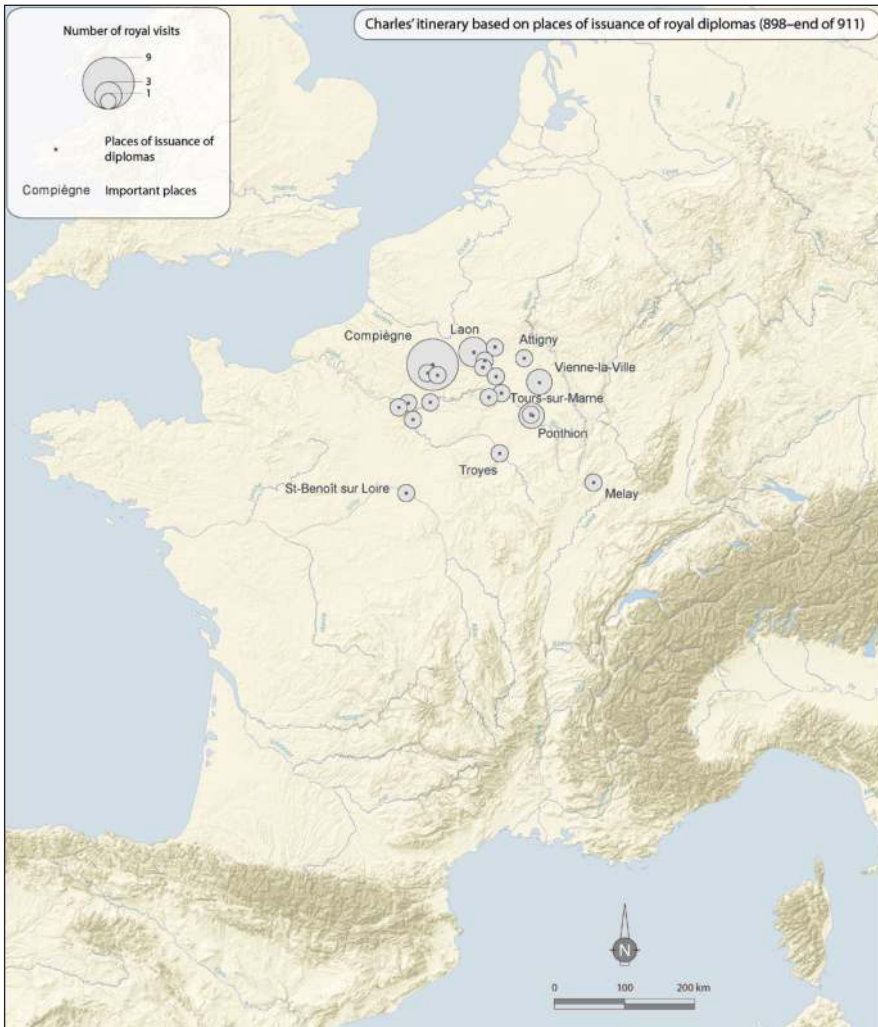 Charles' itinerary based on places of issuance of royal diplomas (898–end of 911)
Number of royal visits
9
3
1
Places of issuance of
diplomas
Compiègne
Important places
Compiègne
Laon
Attigny
Vienne-la-Ville
Tours-sur-Marne
Ponthion
Troyes
St-Benoît sur Loire
Melay
N
0
100
200 km